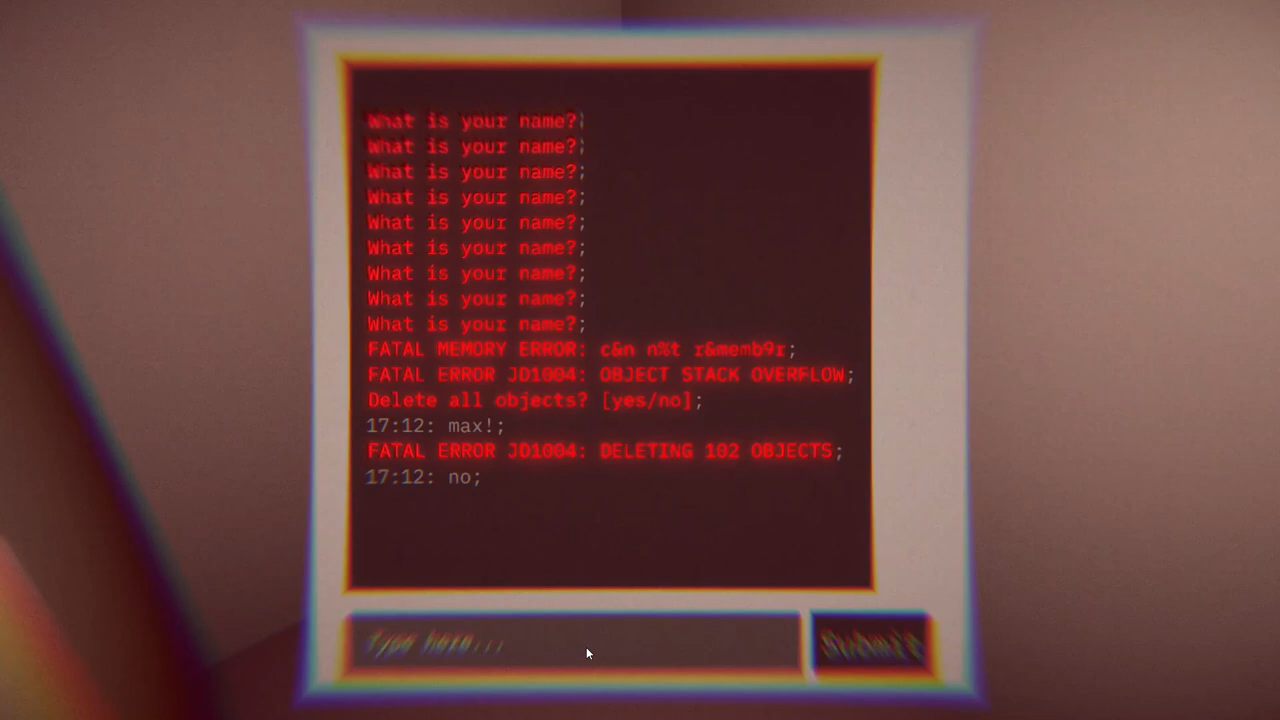 What is your name?;
What is your name?;
What is your name?;
What is your name?;
What is your name?;
What is your name?;
What is your name?;
What is your name?;
What is your name?;
FATAL MEMORY ERROR: c&n n%t r&memb9r;
FATAL ERROR JD1004: OBJECT STACK OVERFLOW;
Delete all objects? [yes/no];
17:12: max!;
FATAL ERROR JD1004: DELETING 102 OBJECTS;
17:12: no;
Type here...
Submit